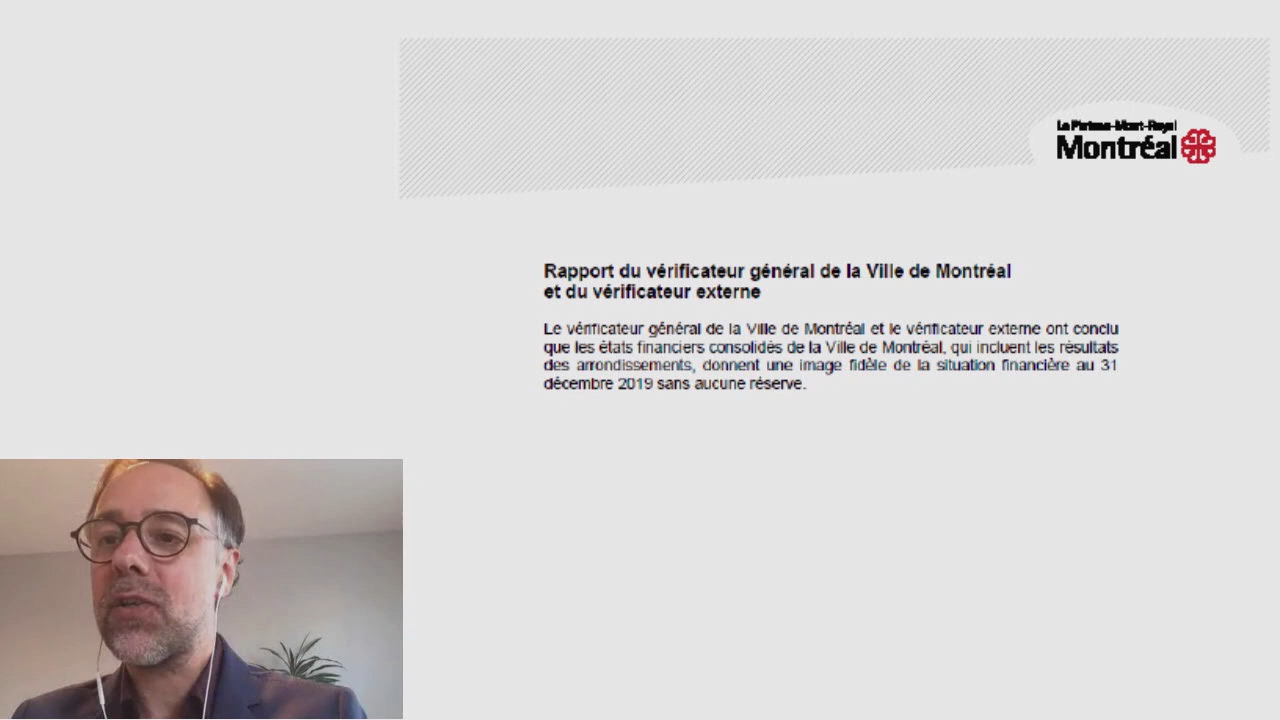 Le Plateau-Mont-Royal
Montréal
Rapport du vérificateur général de la Ville de Montréal
et du vérificateur externe
Le vérificateur général de la Ville de Montréal et le vérificateur externe ont conclu
que les états financiers consolidés de la Ville de Montréal, qui incluent les résultats
des arrondissements, donnent une image fidèle de la situation financière au 31
décembre 2019 sans aucune réserve.